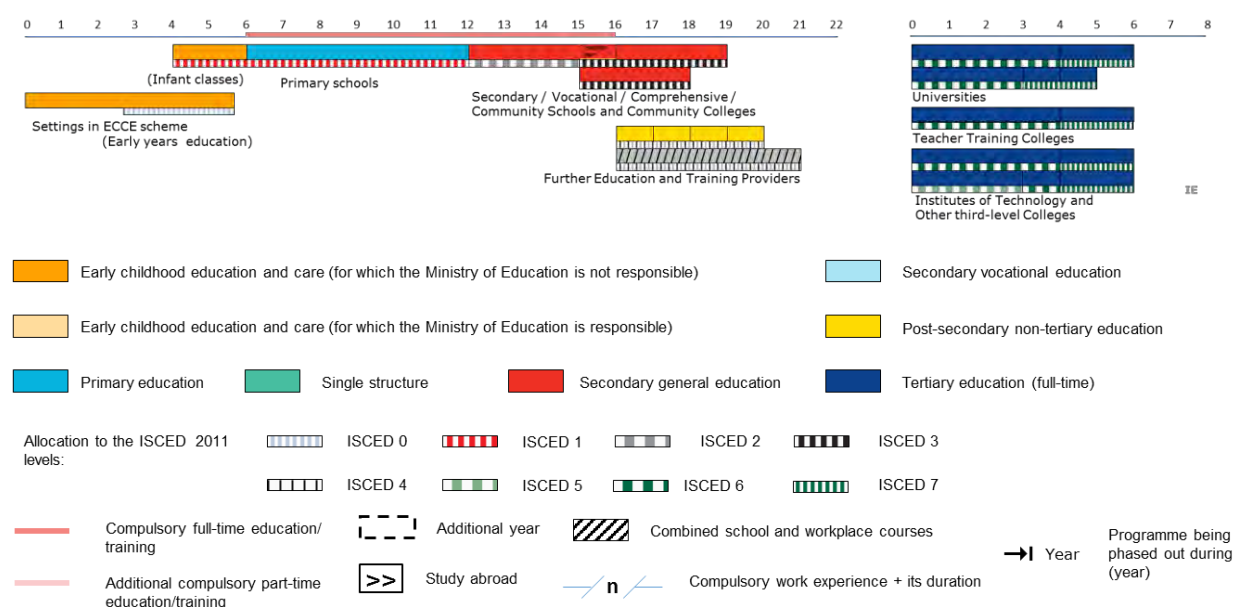 0 1 2 3 4 5 6 7 8 9 10 11 12 13 14 15 16 17 18 19 20 21 22
0 1 2 3 4 5 6 7 8
(Infant classes)
Primary schools
Secondary / Vocational / Comprehensive /
Community Schools and Community Colleges
Settings in ECCE scheme
(Early years education)
Further Education and Training Providers
Universities
Teacher Training Colleges
Institutes of Technology and
Other third-level Colleges
IE
Early childhood education and care (for which the Ministry of Education is not responsible)
Secondary vocational education
Early childhood education and care (for which the Ministry of Education is responsible)
Post-secondary non-tertiary education
Primary education
Single structure
Secondary general education
Tertiary education (full-time)
Allocation to the ISCED 2011
levels:
ISCED 0
ISCED 1
ISCED 2
ISCED 3
ISCED 4
ISCED 5
ISCED 6
ISCED 7
Compulsory full-time education/
training
Additional year
Combined school and workplace courses
Year
Programme being
phased out during
(year)
Additional compulsory part-time
education/training
>>
Study abroad
n
Compulsory work experience + its duration